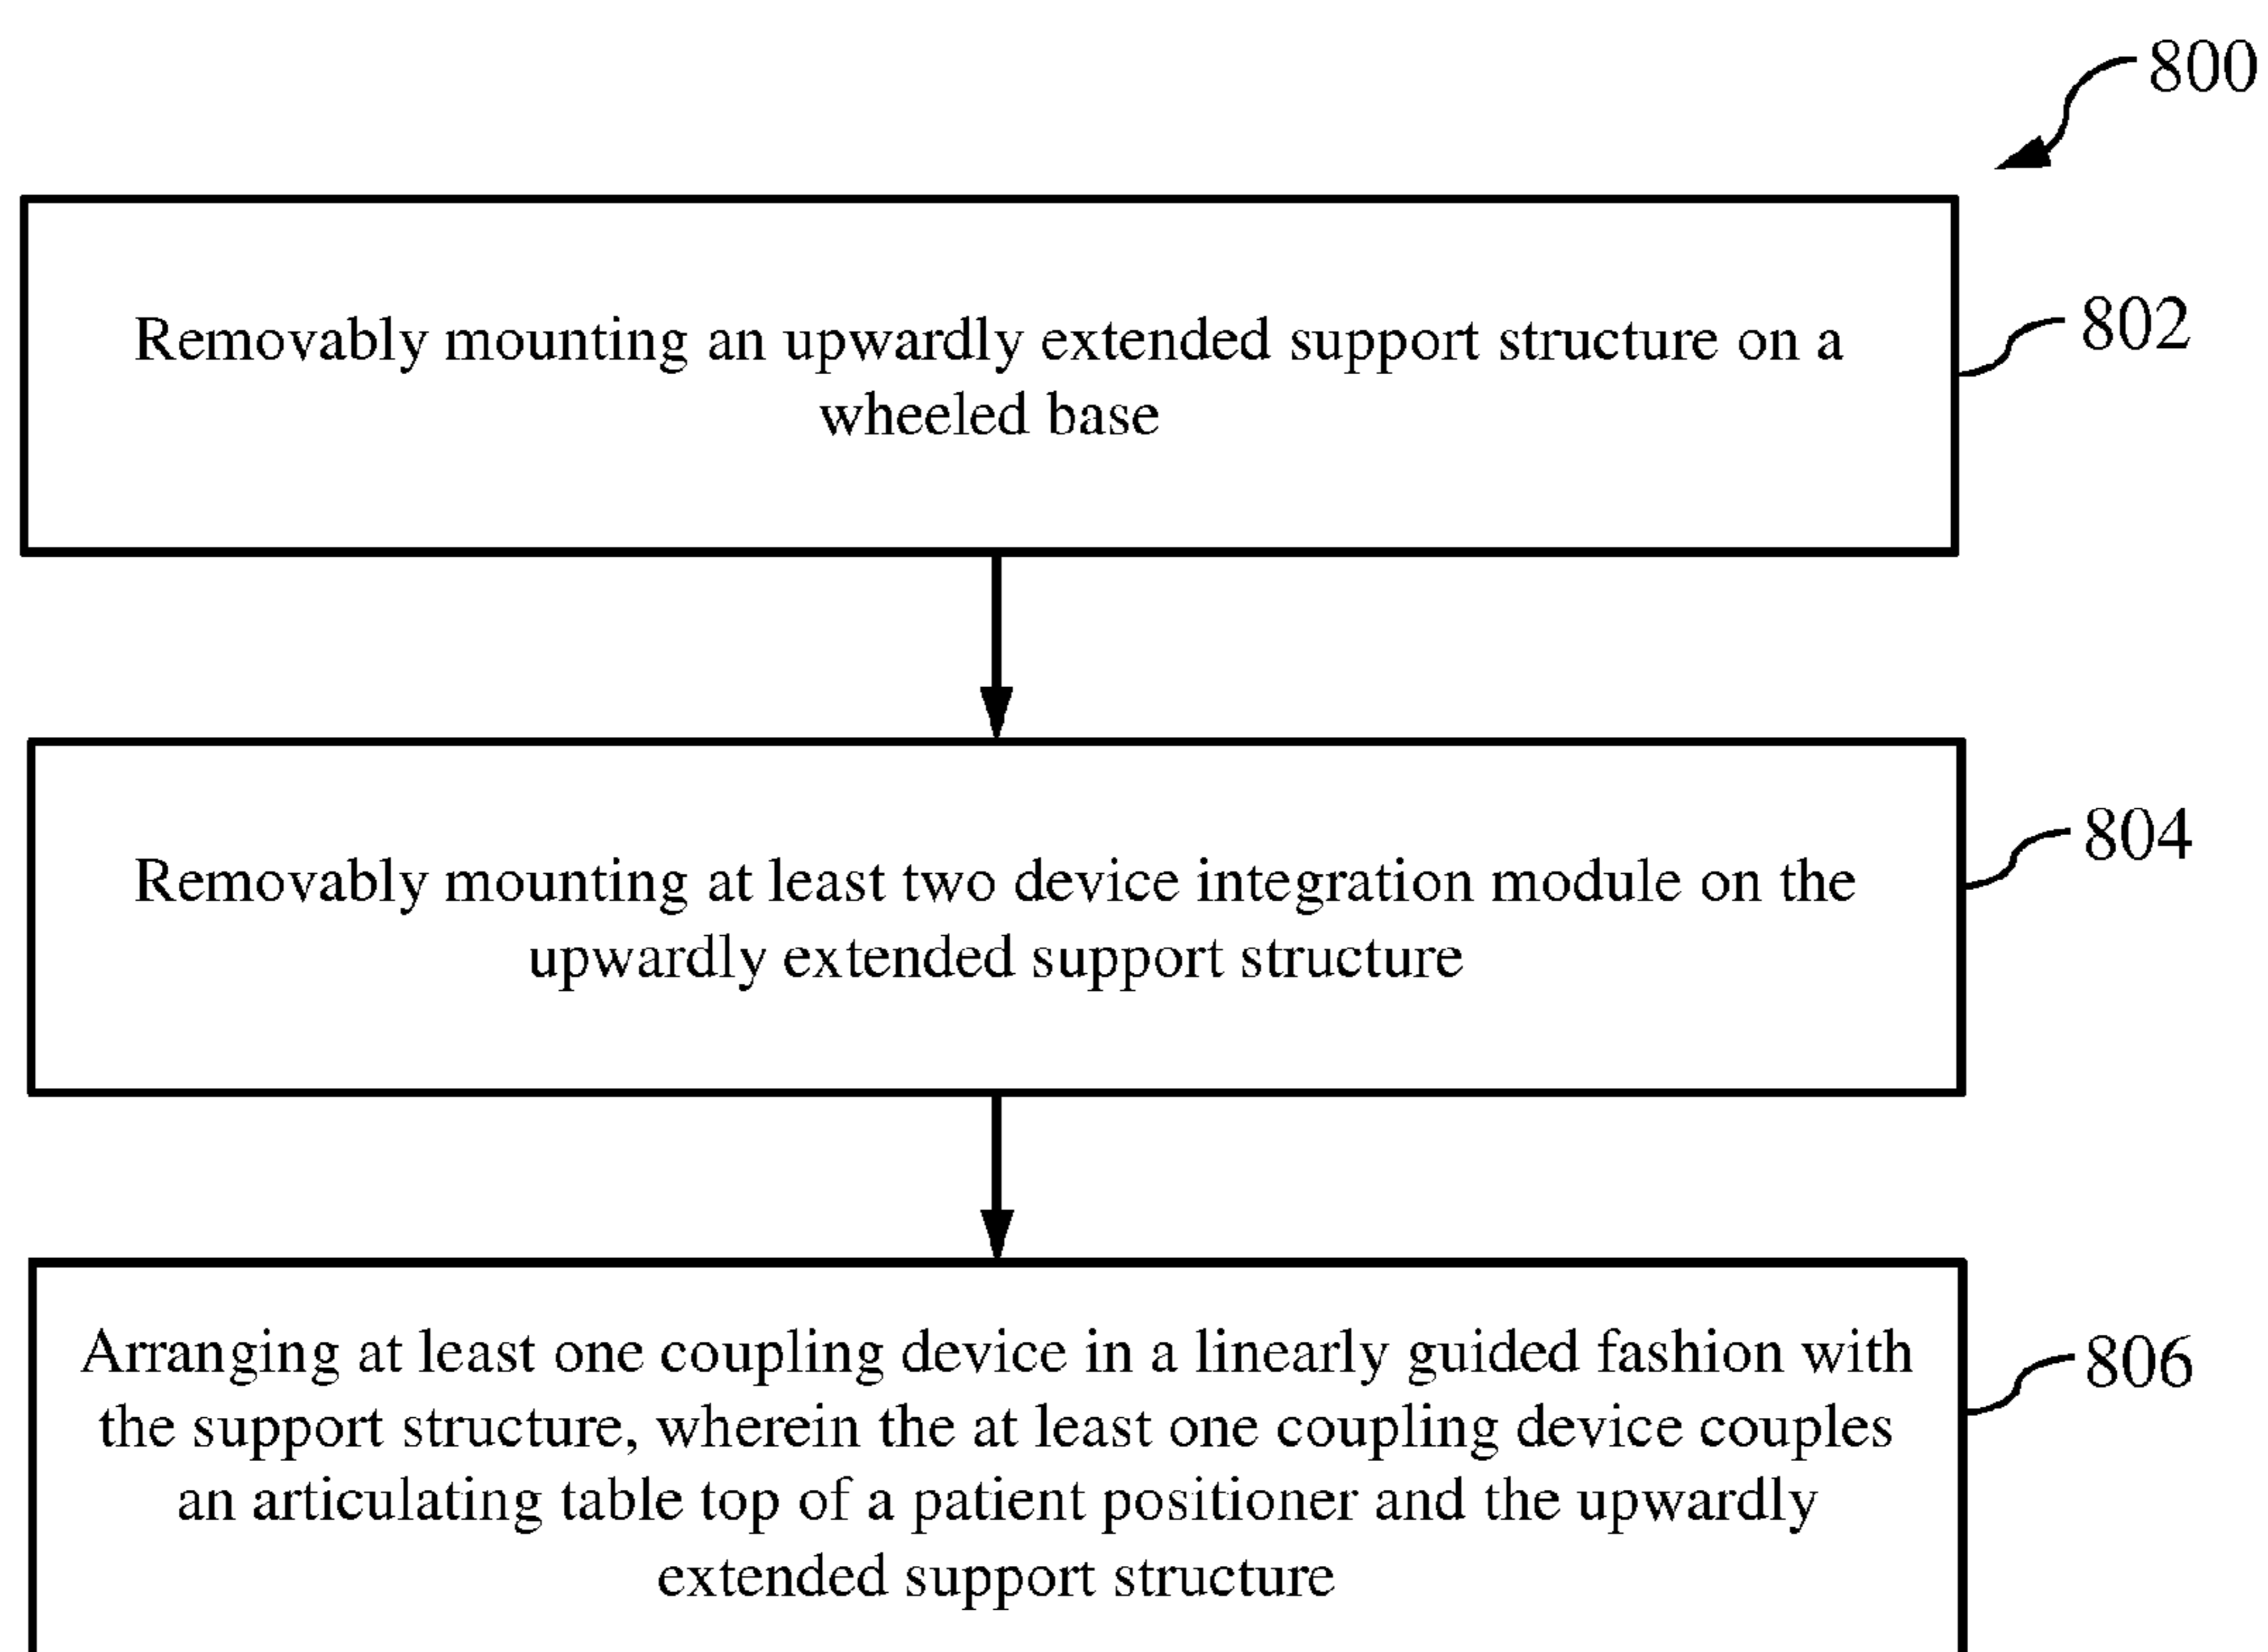 800
Removably mounting an upwardly extended support structure on a
wheeled base
802
Removably mounting at least two device integration module on the
upwardly extended support structure
804
Arranging at least one coupling device in a linearly guided fashion with
the support structure, wherein the at least one coupling device couples
an articulating table top of a patient positioner and the upwardly
extended support structure
806